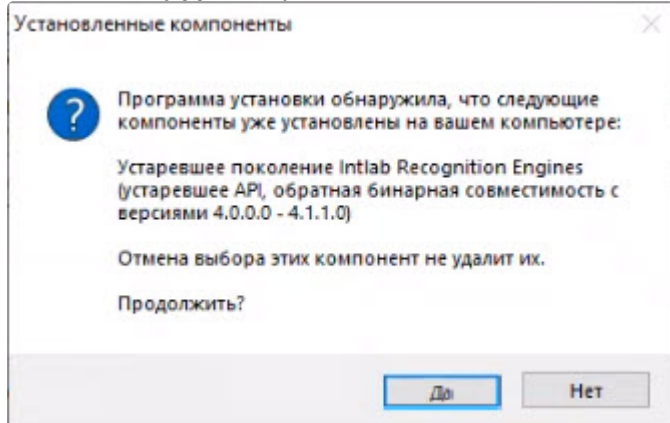 Установленные компоненты
Программа установки обнаружила, что следующие
компоненты уже установлены на вашем компьютере:
Устаревшее поколение Intlab Recognition Engines
(устаревшее API, обратная бинарная совместимость с
версиями 4.0.0.0 - 4.1.1.0)
Отмена выбора этих компонент не удалит их.
Продолжить?
Да
Нет